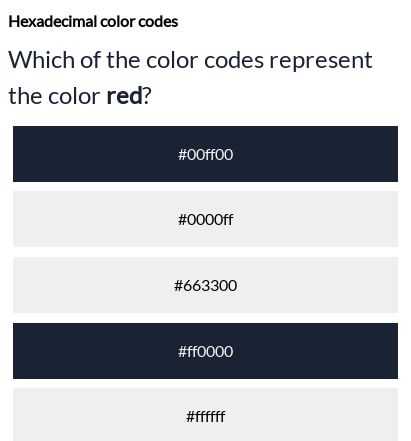 Hexadecimal color codes
Which of the color codes represent
the color red?
#00ff00
#0000ff
#663300
#ff0000
#ffffff